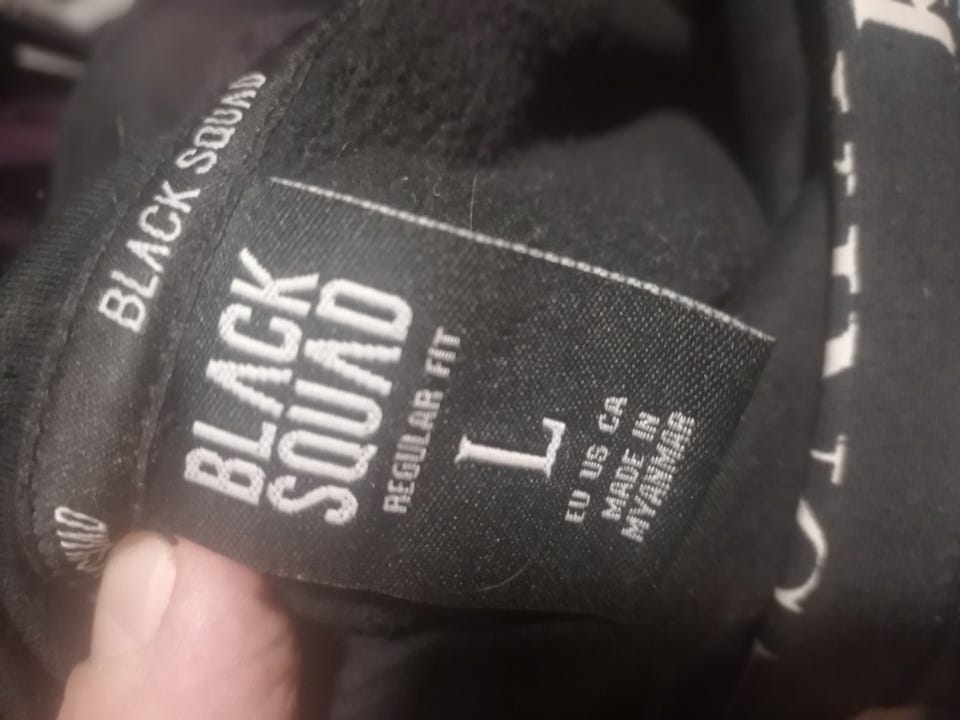 BLACK SQUAD
BLACK
SQUAD
REGULAR FIT
L
EU US CA
MADE IN
MYANMAR